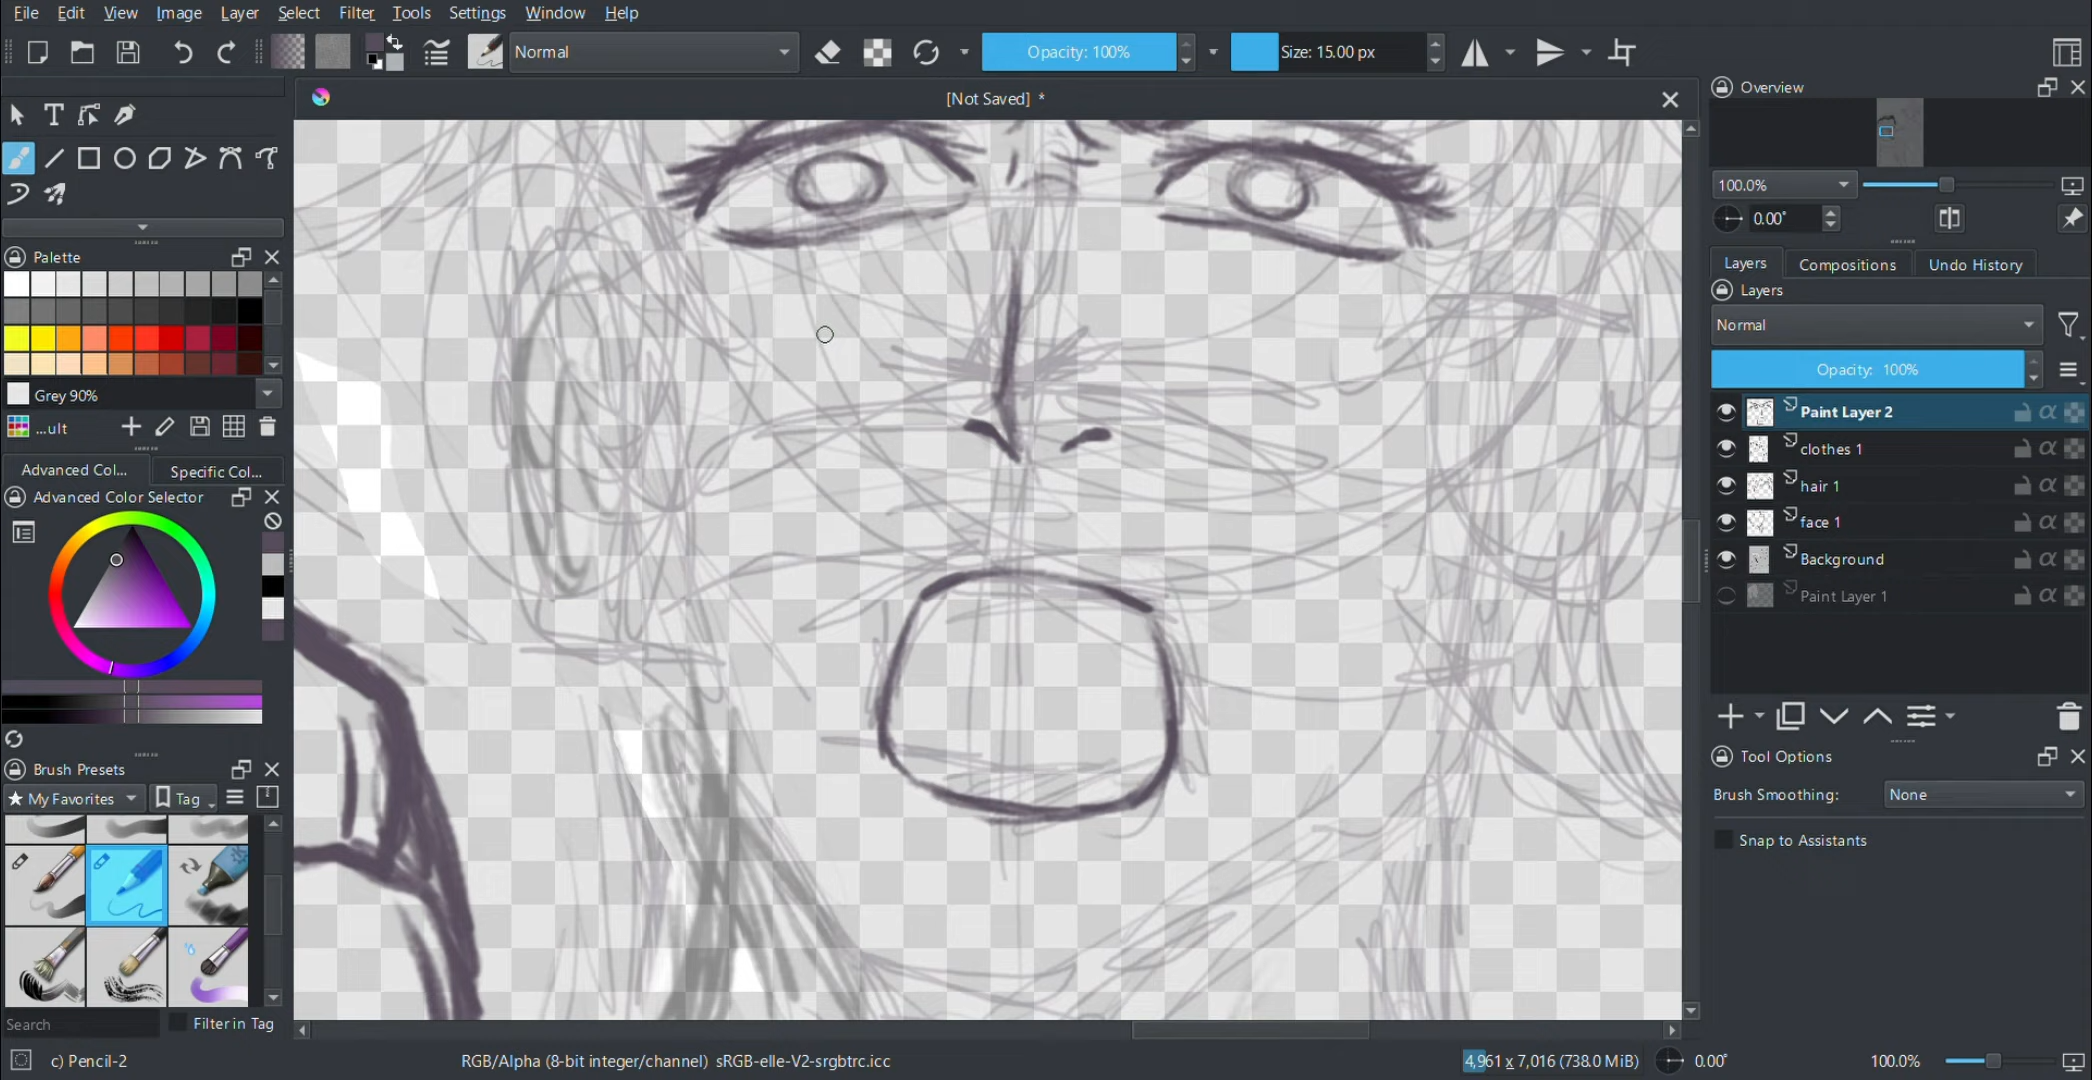 File Edit View Image Layer Select Filter Tools Settings Window Help
Normal
Opacity: 100%
Size: 15.00 px
[Not Saved] *
Overview
100.0%
0.00°
Palette
Grey 90%
...ult
Advanced Col...
Specific Col...
Advanced Color Selector
Brush Presets
My Favorites
Tag
Search
Filter in Tag
Layers
Compositions
Undo History
Layers
Normal
Opacity: 100%
Paint Layer 2
clothes 1
hair 1
face 1
Background
Paint Layer 1
Tool Options
Brush Smoothing:
None
Snap to Assistants
c) Pencil-2
RGB/Alpha (8-bit integer/channel) sRGB-elle-V2-srgbtrc.icc
4,961 x 7,016 (738.0 MiB)
0.00°
100.0%